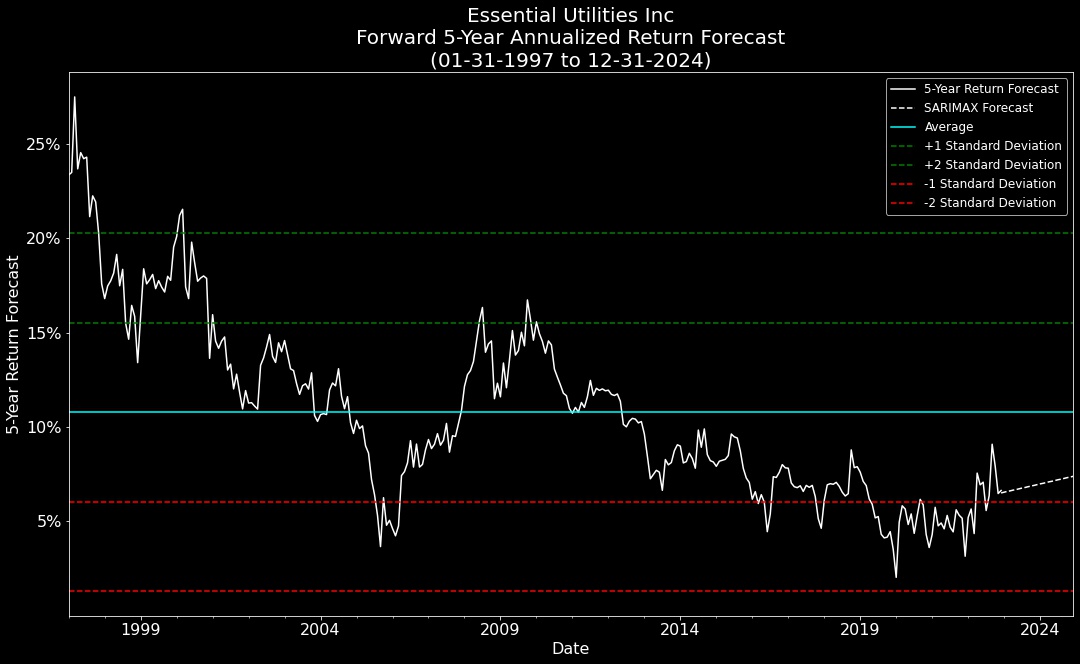 Essential Utilities Inc
Forward 5-Year Annualized Return Forecast
(01-31-1997 to 12-31-2024)
5-Year Return Forecast
SARIMAX Forecast
Average
+1 Standard Deviation
+2 Standard Deviation
-1 Standard Deviation
-2 Standard Deviation
25%
20%
15%
10%
5%
5-Year Return Forecast
1999
2004
2009
2014
2019
2024
Date